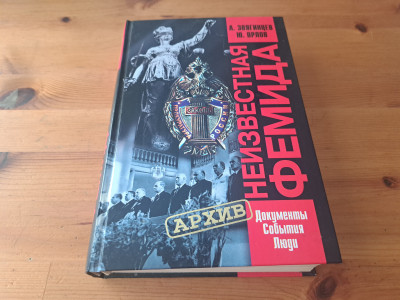 А. ЗВЯГИНЦЕВ
Ю. ОРЛОВ
НЕИЗВЕСТНАЯ
ФЕМИДА
Документы
События
Люди
АРХИВ